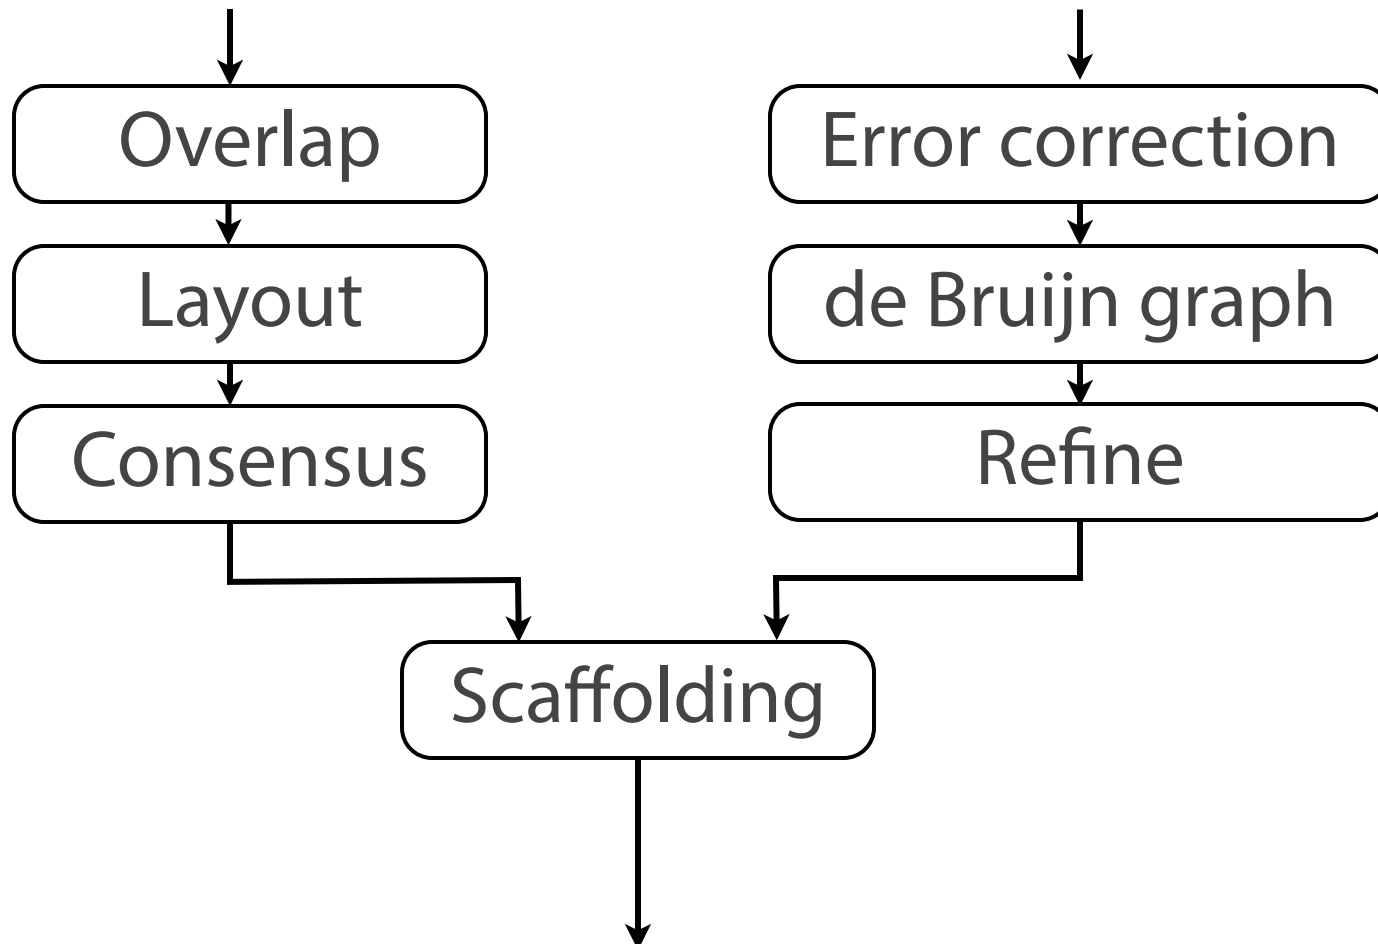 Overlap
Layout
Consensus
Error correction
de Bruijn graph
Refine
Scaffolding